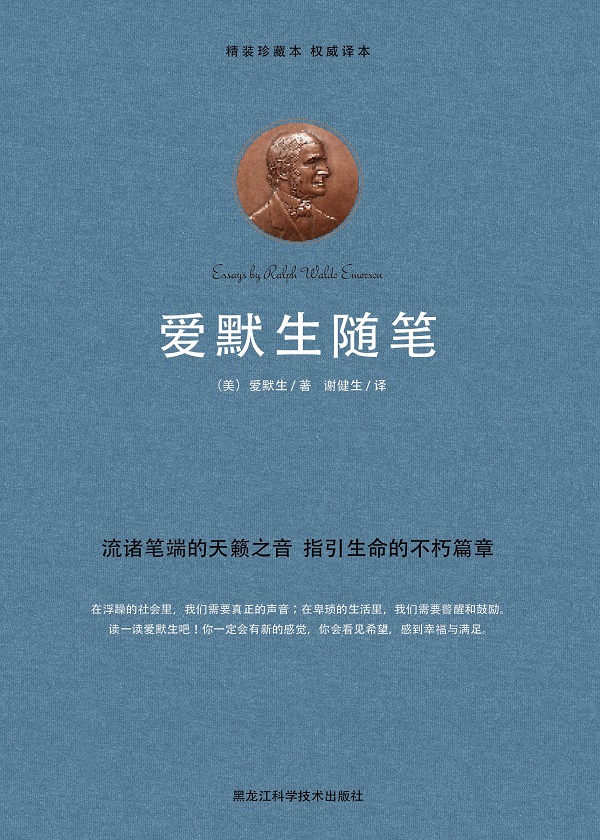 精装珍藏本 权威译本
Essays by Ralph Waldo Emerson
爱默生随笔
（美）爱默生/著 谢健生/译
流诸笔端的天籁之音 指引生命的不朽篇章
在浮躁的社会里，我们需要真正的声音；在卑琐的生活里，我们需要警醒和鼓励。
读一读爱默生吧！你一定会有新的感觉，你会看见希望，感到幸福与满足。
黑龙江科学技术出版社